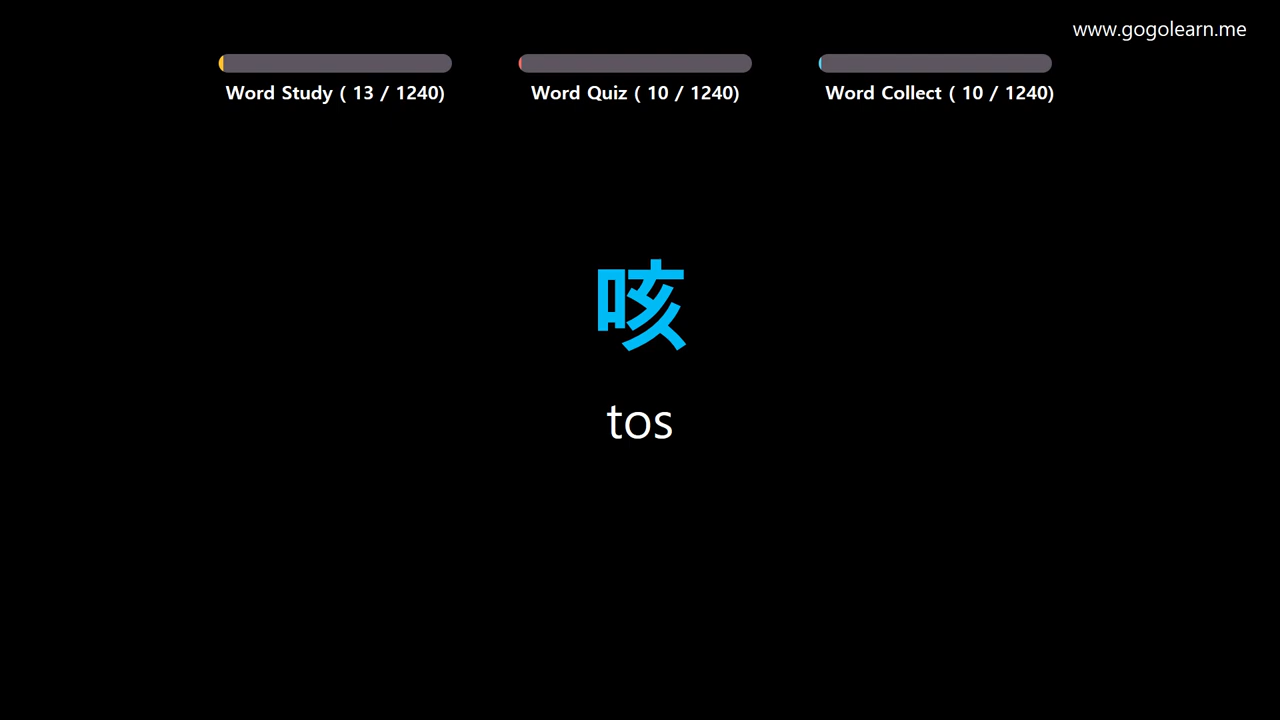 www.gogolearn.me
Word Study ( 13 / 1240)
Word Quiz ( 10 / 1240)
Word Collect ( 10 / 1240)
咳
tos